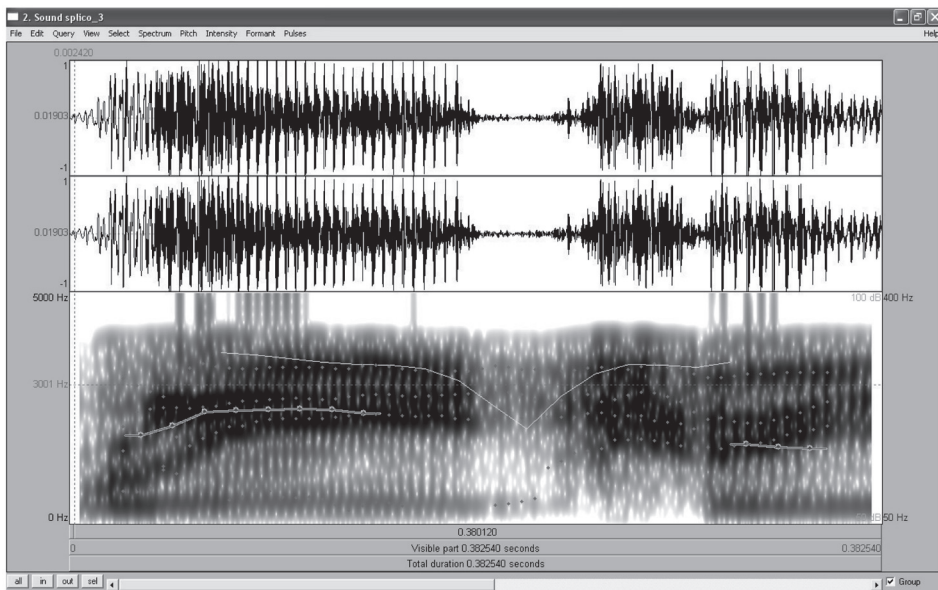 2. Sound splico_3
File Edit Query View Select Spectrum Pitch Intensity Formant Pulses Help
0.002420
1
0.01903
-1
1
0.01903
-1
5000 Hz 100 dB 400 Hz
3001 Hz
0 Hz dB 50 Hz
0.380120
0 Visible part 0.382540 seconds 0.382540
Total duration 0.382540 seconds
all in out sel Group